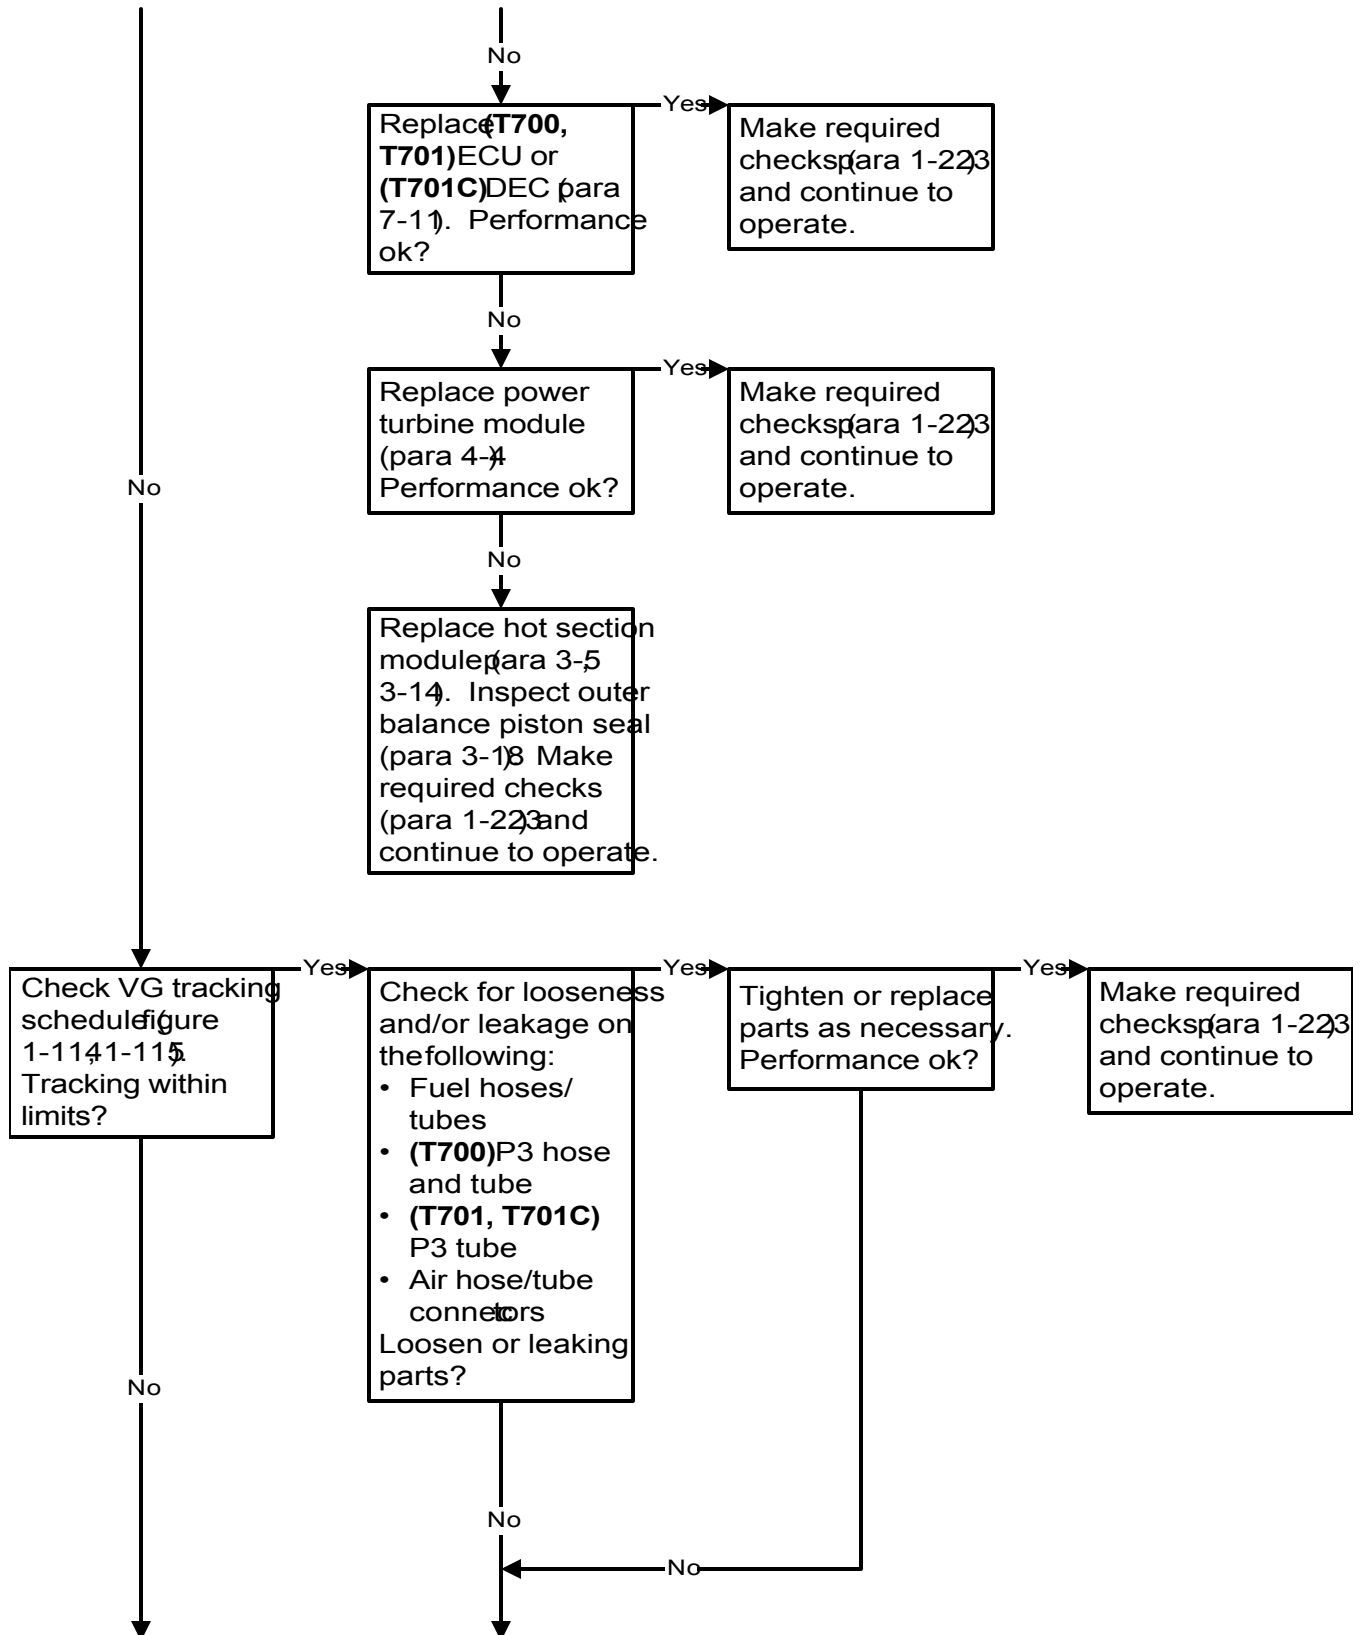 No
Replace (T700,
T701) ECU or
(T701C) DEC (para
7-11). Performance
ok?
Yes
Make required
checks (para 1-223)
and continue to
operate.
No
Replace power
turbine module
(para 4-4).
Performance ok?
Yes
Make required
checks (para 1-223)
and continue to
operate.
No
No
Replace hot section
module (para 3-5,
3-14). Inspect outer
balance piston seal
(para 3-18). Make
required checks
(para 1-223) and
continue to operate.
Check VG tracking
schedule (figure
1-114, 1-115).
Tracking within
limits?
Yes
Check for looseness
and/or leakage on
the following:
• Fuel hoses/
tubes
• (T700) P3 hose
and tube
• (T701, T701C)
P3 tube
• Air hose/tube
connectors
Loosen or leaking
parts?
Yes
Tighten or replace
parts as necessary.
Performance ok?
Yes
Make required
checks (para 1-223)
and continue to
operate.
No
No
No